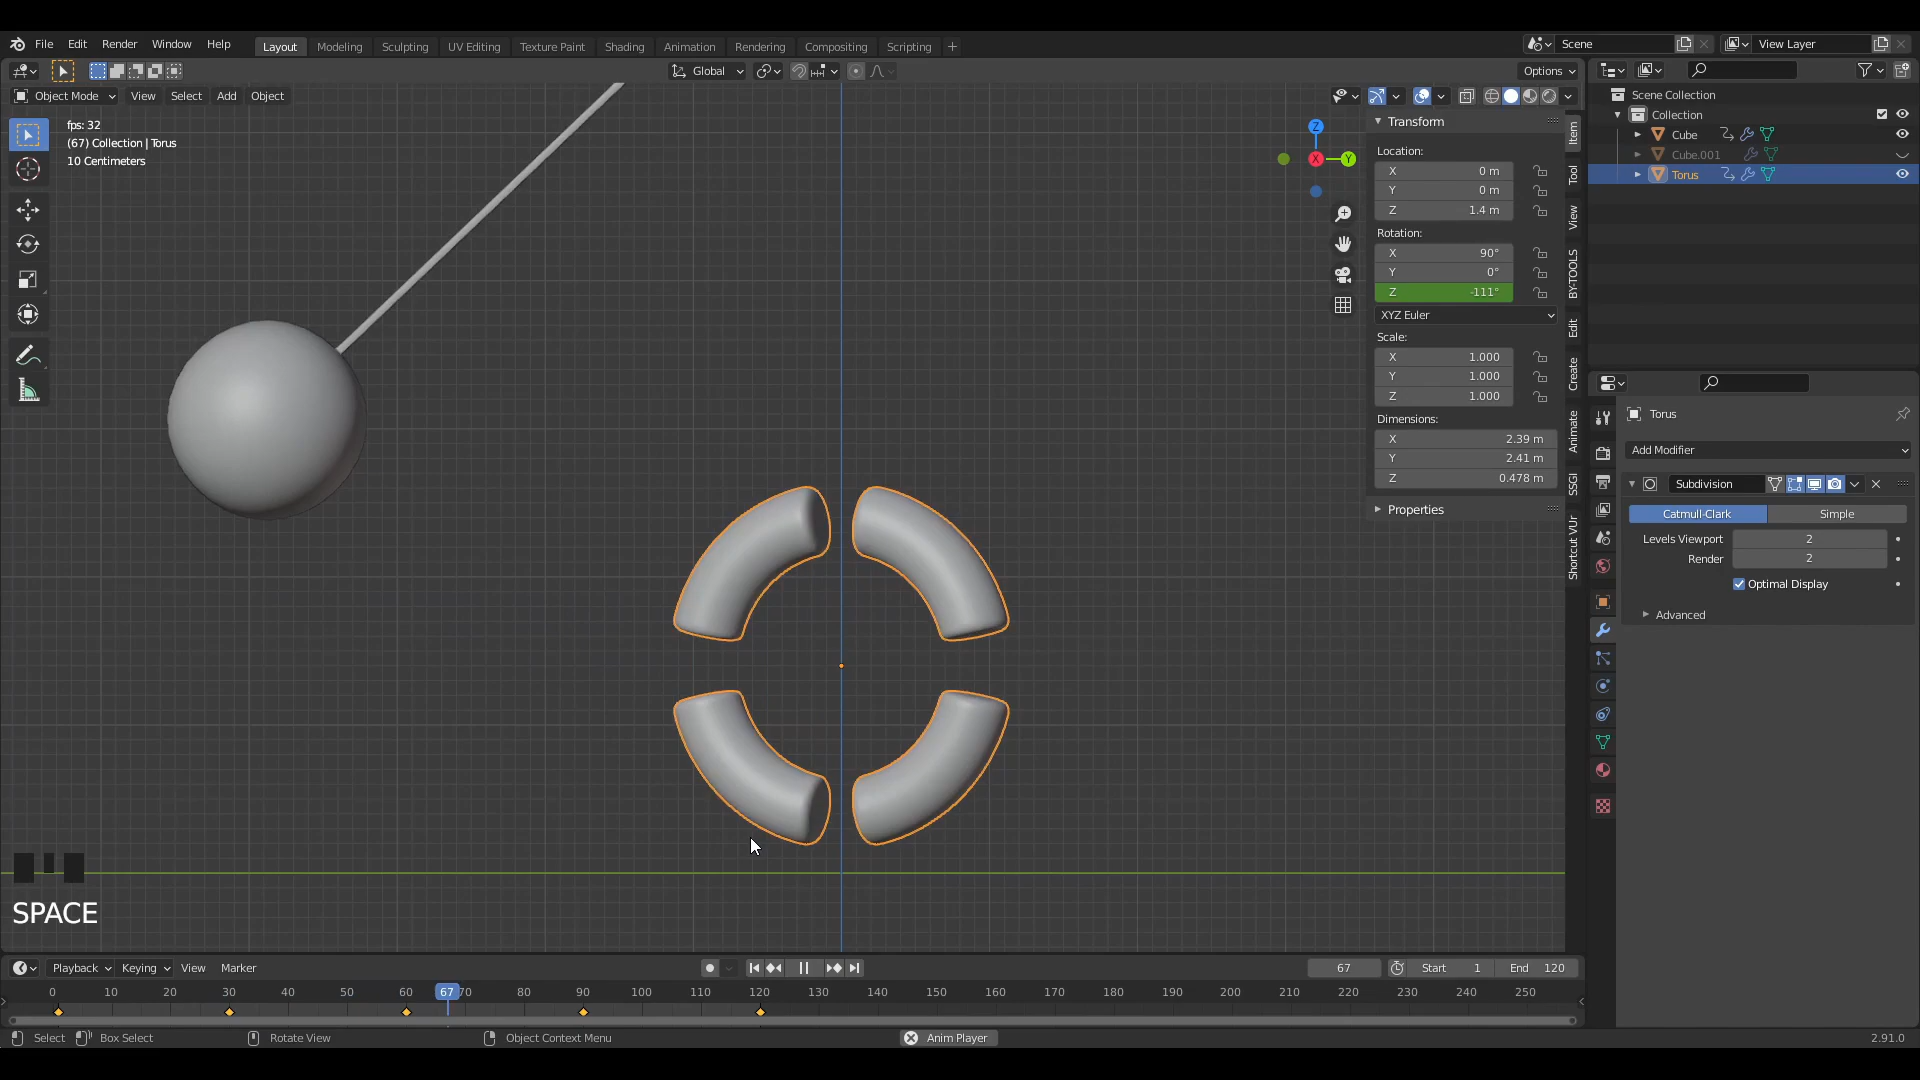 File Edit Render Window Help Layout Modeling Sculpting UV Editing Texture Paint Shading Animation Rendering Compositing Scripting + Scene View Layer
Global Options
Object Mode View Select Add Object
fps: 32
(67) Collection | Torus
10 Centimeters
Z
X
Y
Transform
Location:
X 0 m
Y 0 m
Z 1.4 m
Rotation:
X 90°
Y 0°
Z -111°
XYZ Euler
Scale:
X 1.000
Y 1.000
Z 1.000
Dimensions:
X 2.39 m
Y 2.41 m
Z 0.478 m
Properties
Item
Tool
View
BY-TOOLS
Edit
Create
Animate
SSGI
Shortcut VUr
Scene Collection
Collection
Cube
Cube.001
Torus
Torus
Add Modifier
Subdivision
Catmull-Clark Simple
Levels Viewport 2
Render 2
Optimal Display
Advanced
SPACE
Playback Keying View Marker 67 Start 1 End 120
0 10 20 30 40 50 60 67 70 80 90 100 110 120 130 140 150 160 170 180 190 200 210 220 230 240 250
Select Box Select Rotate View Object Context Menu Anim Player 2.91.0